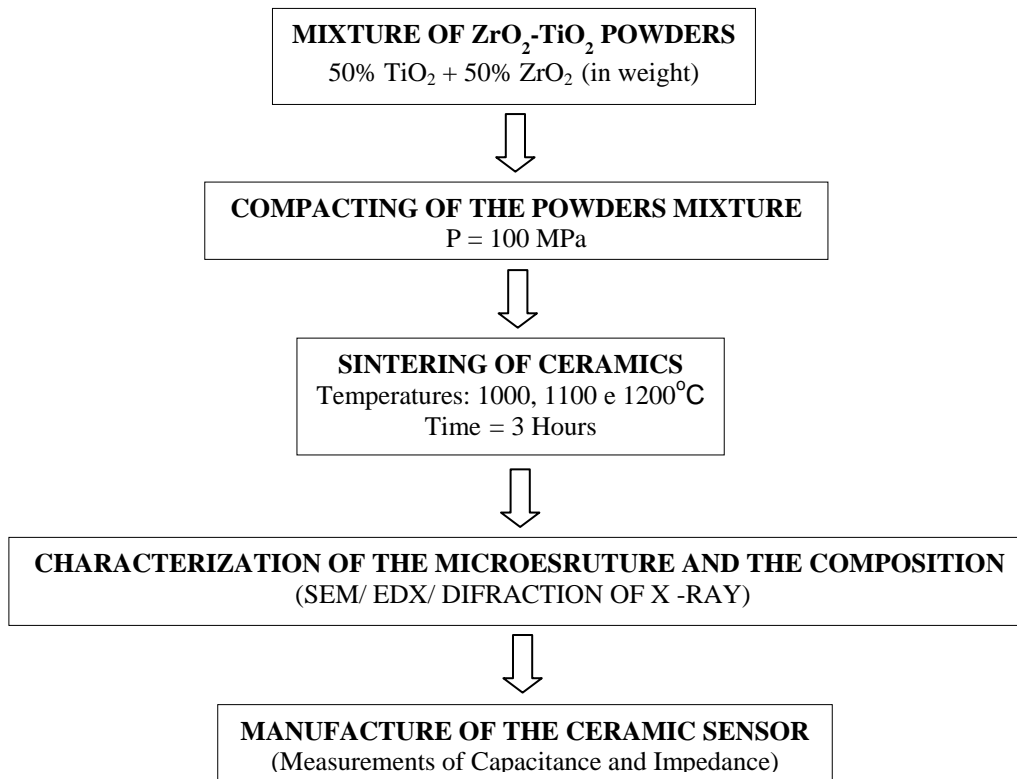 MIXTURE OF ZrO₂-TiO₂ POWDERS
50% TiO₂ + 50% ZrO₂ (in weight)
COMPACTING OF THE POWDERS MIXTURE
P = 100 MPa
SINTERING OF CERAMICS
Temperatures: 1000, 1100 e 1200°C
Time = 3 Hours
CHARACTERIZATION OF THE MICROESRUTURE AND THE COMPOSITION
(SEM/ EDX/ DIFRACTION OF X -RAY)
MANUFACTURE OF THE CERAMIC SENSOR
(Measurements of Capacitance and Impedance)